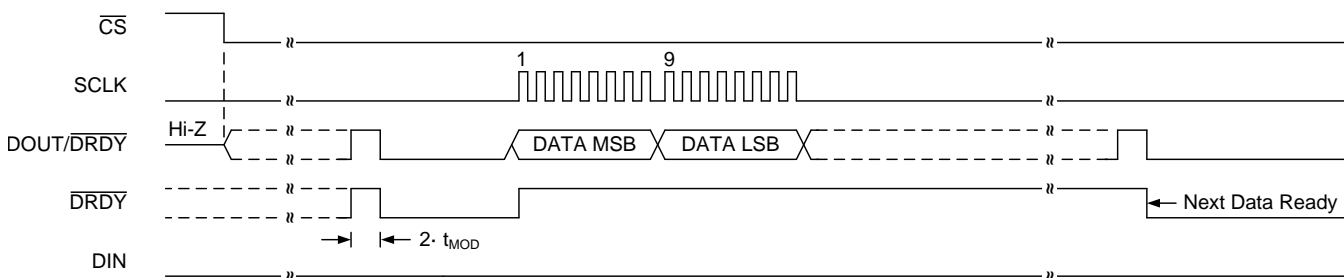 CS
SCLK
1
9
Hi-Z
DOUT/DRDY
DATA MSB
DATA LSB
DRDY
Next Data Ready
2· tMOD
DIN